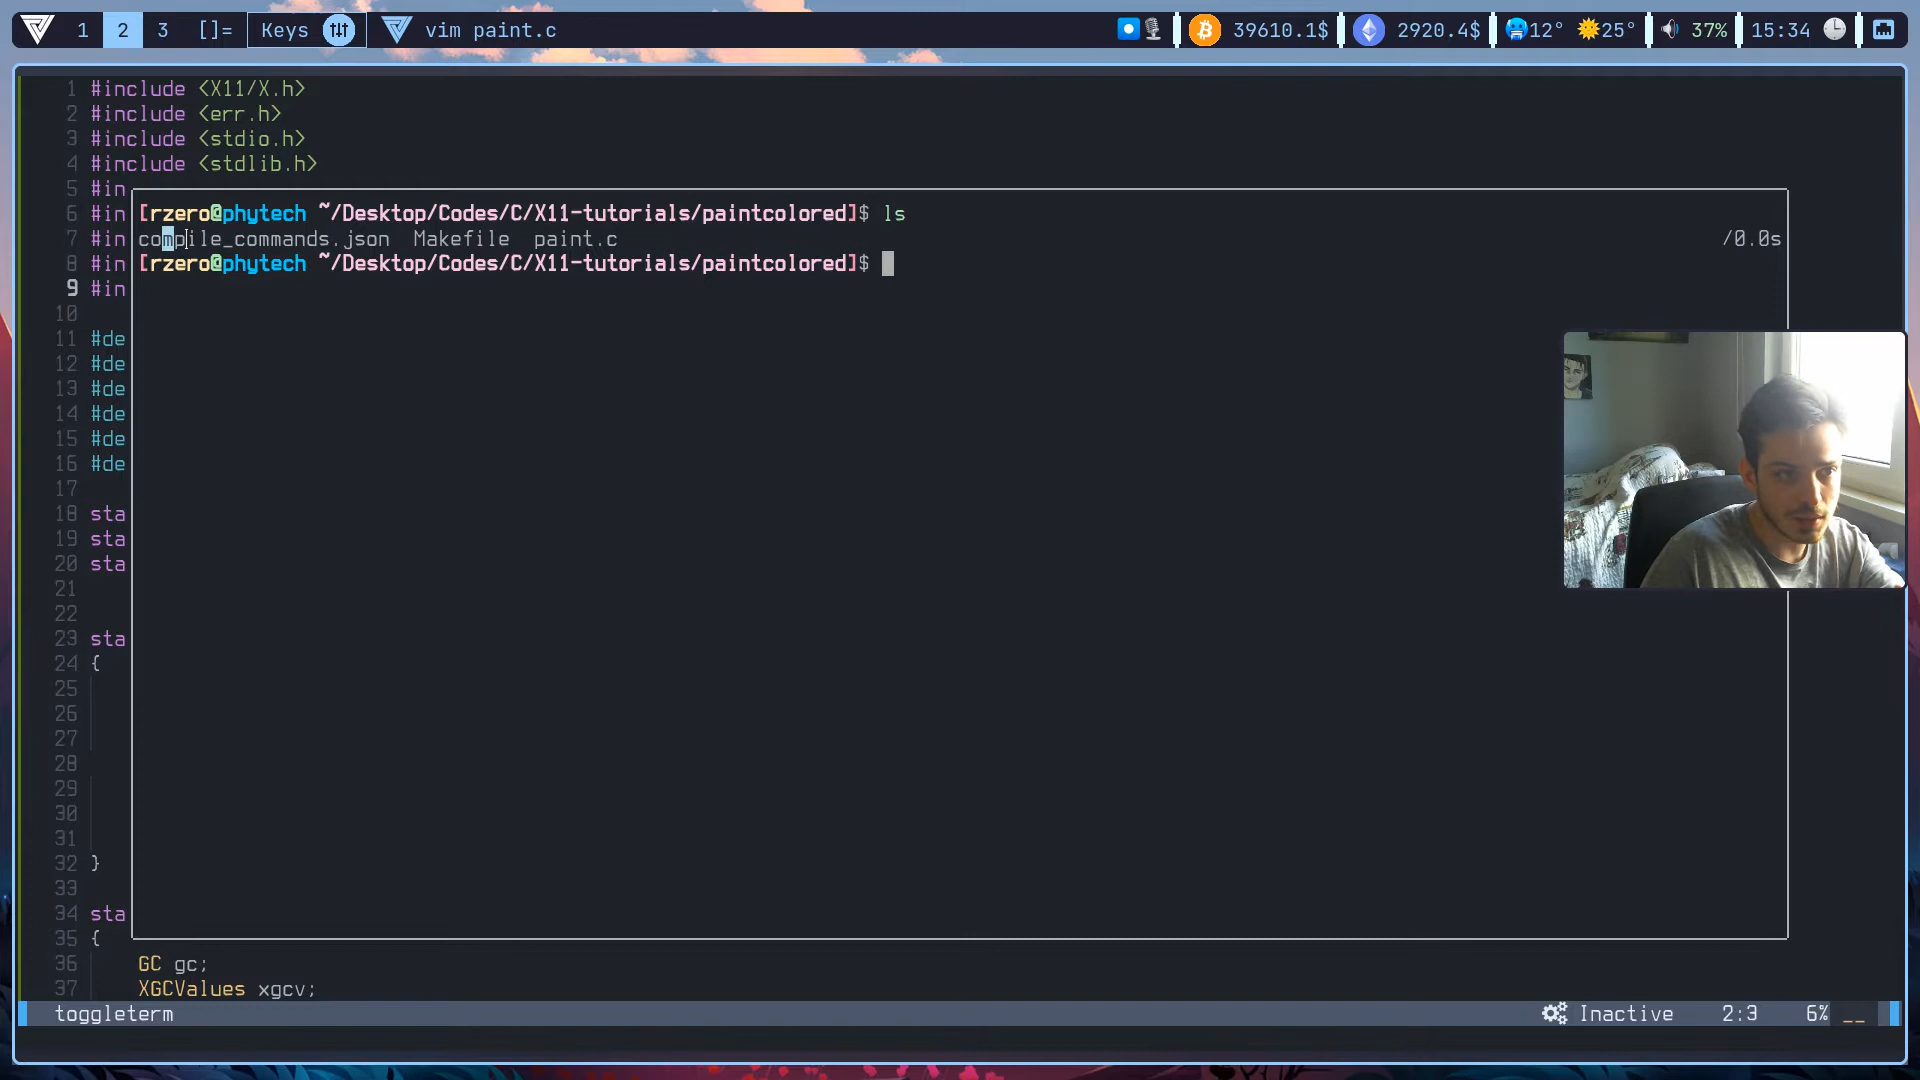 1 2 3 []= Keys vim paint.c 39610.1$ 2920.4$ 12° 25° 37% 15:34
1 #include <X11/X.h>
2 #include <err.h>
3 #include <stdio.h>
4 #include <stdlib.h>
5 #in
6 #in [rzero@phytech ~/Desktop/Codes/C/X11-tutorials/paintcolored]$ ls
7 #in compile_commands.json Makefile paint.c /0.0s
8 #in [rzero@phytech ~/Desktop/Codes/C/X11-tutorials/paintcolored]$
9 #in
10
11 #de
12 #de
13 #de
14 #de
15 #de
16 #de
17
18 sta
19 sta
20 sta
21
22
23 sta
24 {
25
26
27
28
29
30
31
32 }
33
34 sta
35 {
36 GC gc;
37 XGCValues xgcv;
toggleterm Inactive 2:3 6% __